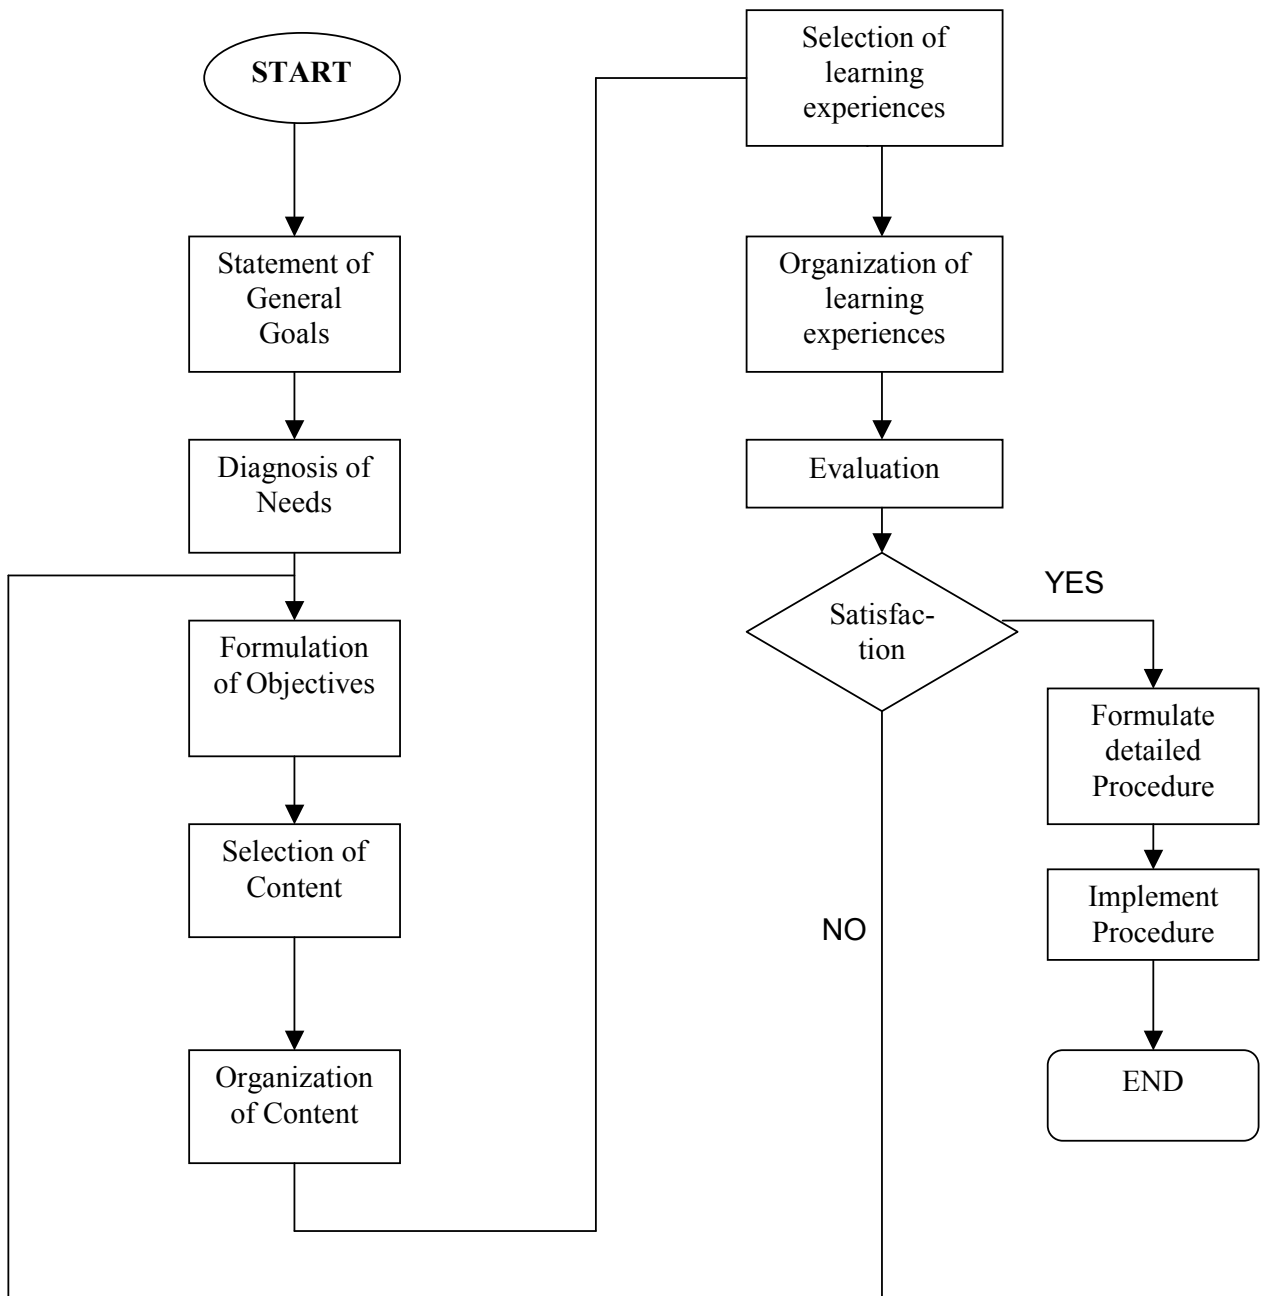 START
Statement of
General
Goals
Diagnosis of
Needs
Formulation
of Objectives
Selection of
Content
Organization
of Content
Selection of
learning
experiences
Organization of
learning
experiences
Evaluation
Satisfac-
tion
YES
NO
Formulate
detailed
Procedure
Implement
Procedure
END